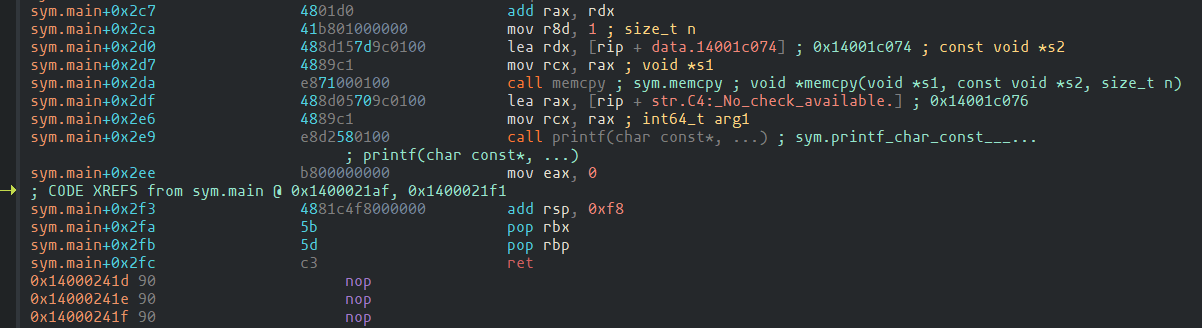 sym.main+0x2c7 4801d0 add rax, rdx
sym.main+0x2ca 41b801000000 mov r8d, 1 ; size_t n
sym.main+0x2d0 488d157d9c0100 lea rdx, [rip + data.14001c074] ; 0x14001c074 ; const void *s2
sym.main+0x2d7 4889c1 mov rcx, rax ; void *s1
sym.main+0x2da e871000100 call memcpy ; sym.memcpy ; void *memcpy(void *s1, const void *s2, size_t n)
sym.main+0x2df 488d05709c0100 lea rax, [rip + str.C4:_No_check_available.] ; 0x14001c076
sym.main+0x2e6 4889c1 mov rcx, rax ; int64_t arg1
sym.main+0x2e9 e8d2580100 call printf(char const*, ...) ; sym.printf_char_const___...
; printf(char const*, ...)
sym.main+0x2ee b800000000 mov eax, 0
; CODE XREFS from sym.main @ 0x1400021af, 0x1400021f1
sym.main+0x2f3 4881c4f8000000 add rsp, 0xf8
sym.main+0x2fa 5b pop rbx
sym.main+0x2fb 5d pop rbp
sym.main+0x2fc c3 ret
0x14000241d 90 nop
0x14000241e 90 nop
0x14000241f 90 nop